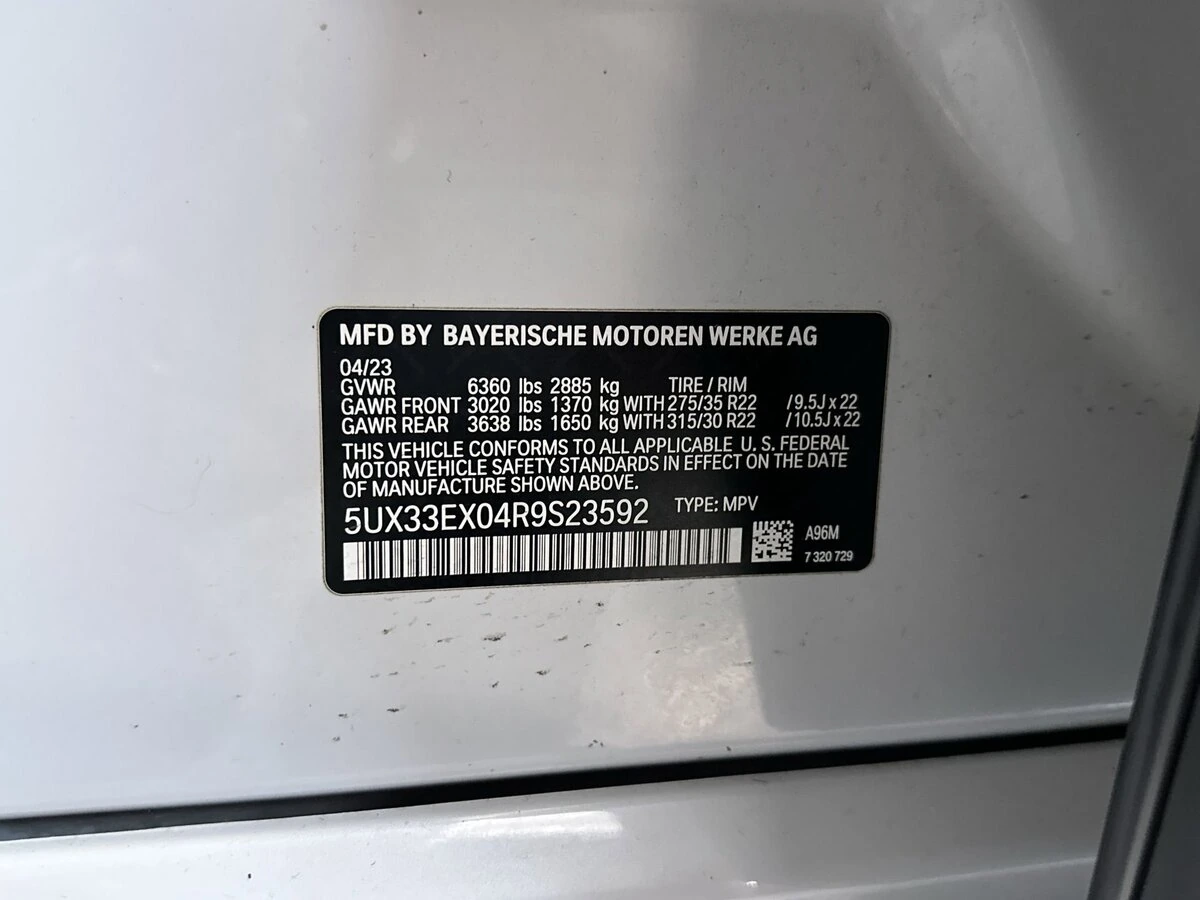 MFD BY BAYERISCHE MOTOREN WERKE AG
04/23
GVWR 6360 lbs 2885 kg TIRE / RIM
GAWR FRONT 3020 lbs 1370 kg WITH 275/35 R22 /9.5J x 22
GAWR REAR 3638 lbs 1650 kg WITH 315/30 R22 /10.5J x 22
THIS VEHICLE CONFORMS TO ALL APPLICABLE U. S. FEDERAL
MOTOR VEHICLE SAFETY STANDARDS IN EFFECT ON THE DATE
OF MANUFACTURE SHOWN ABOVE.
5UX33EX04R9S23592 TYPE: MPV
A96M
7 320 729